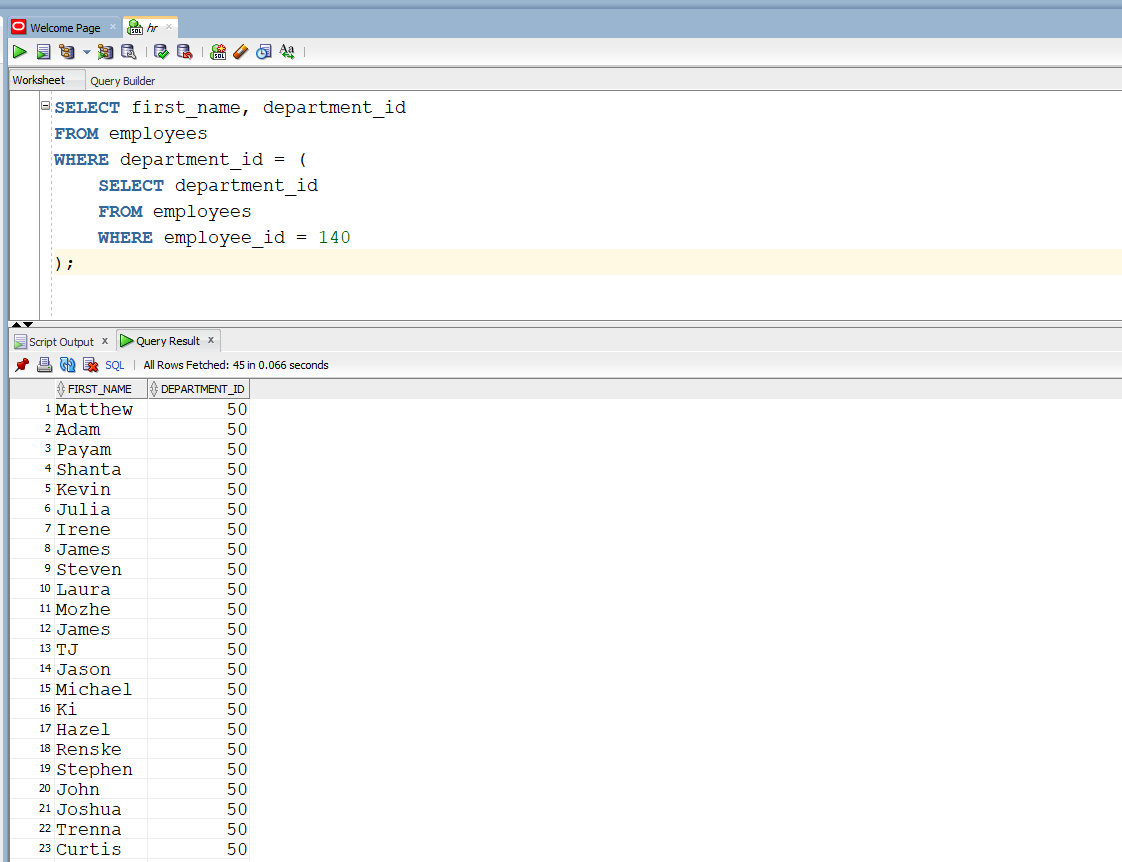 Welcome Page × hr ×
Worksheet Query Builder
SELECT first_name, department_id
FROM employees
WHERE department_id = (
SELECT department_id
FROM employees
WHERE employee_id = 140
);
Script Output × Query Result ×
SQL | All Rows Fetched: 45 in 0.066 seconds
FIRST_NAME DEPARTMENT_ID
1 Matthew 50
2 Adam 50
3 Payam 50
4 Shanta 50
5 Kevin 50
6 Julia 50
7 Irene 50
8 James 50
9 Steven 50
10 Laura 50
11 Mozhe 50
12 James 50
13 TJ 50
14 Jason 50
15 Michael 50
16 Ki 50
17 Hazel 50
18 Renske 50
19 Stephen 50
20 John 50
21 Joshua 50
22 Trenna 50
23 Curtis 50